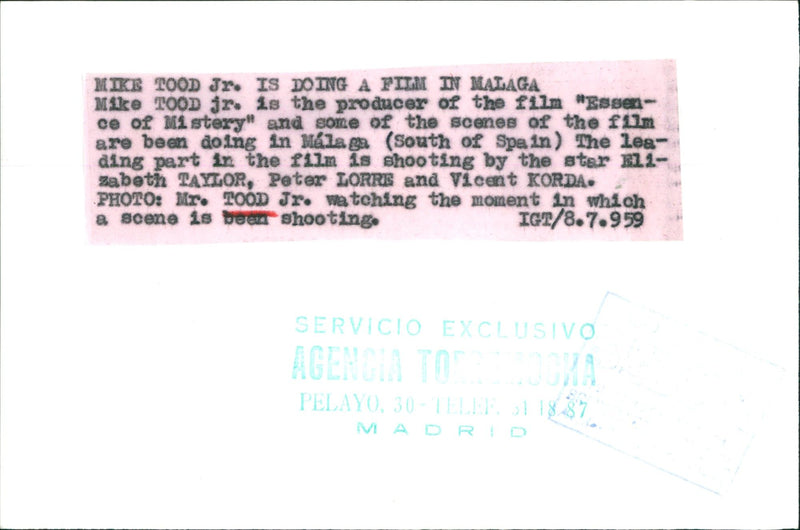 MIKE TOOD Jr. IS DOING A FILM IN MALAGA
Mike TOOD jr. is the producer of the film "Essen-
ce of Mistery" and some of the scenes of the film
are been doing in Málaga (South of Spain) The lea-
ding part in the film is shooting by the star Eli-
zabeth TAYLOR, Peter LORRE and Vicent KORDA.
PHOTO: Mr. TOOD Jr. watching the moment in which
a scene is been shooting. IGT/8.7.959
SERVICIO EXCLUSIVO
AGENCIA TORREMOCHA
PELAYO, 30 - TELEF. 31 18 87
MADRID